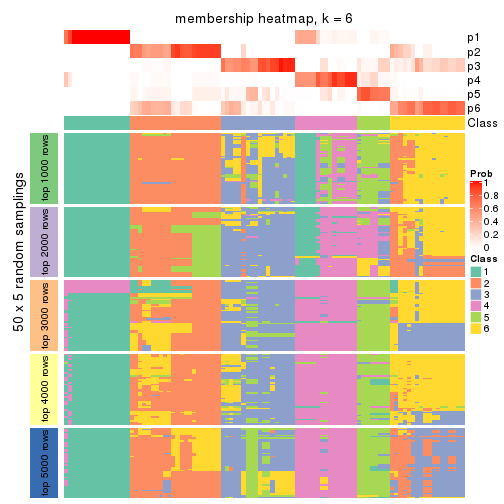 membership heatmap, k = 6
p1
p2
p3
p4
p5
p6
Class
50 x 5 random samplings
top 1000 rows
top 2000 rows
top 3000 rows
top 4000 rows
top 5000 rows
Prob
1
0.8
0.6
0.4
0.2
0
Class
1
2
3
4
5
6